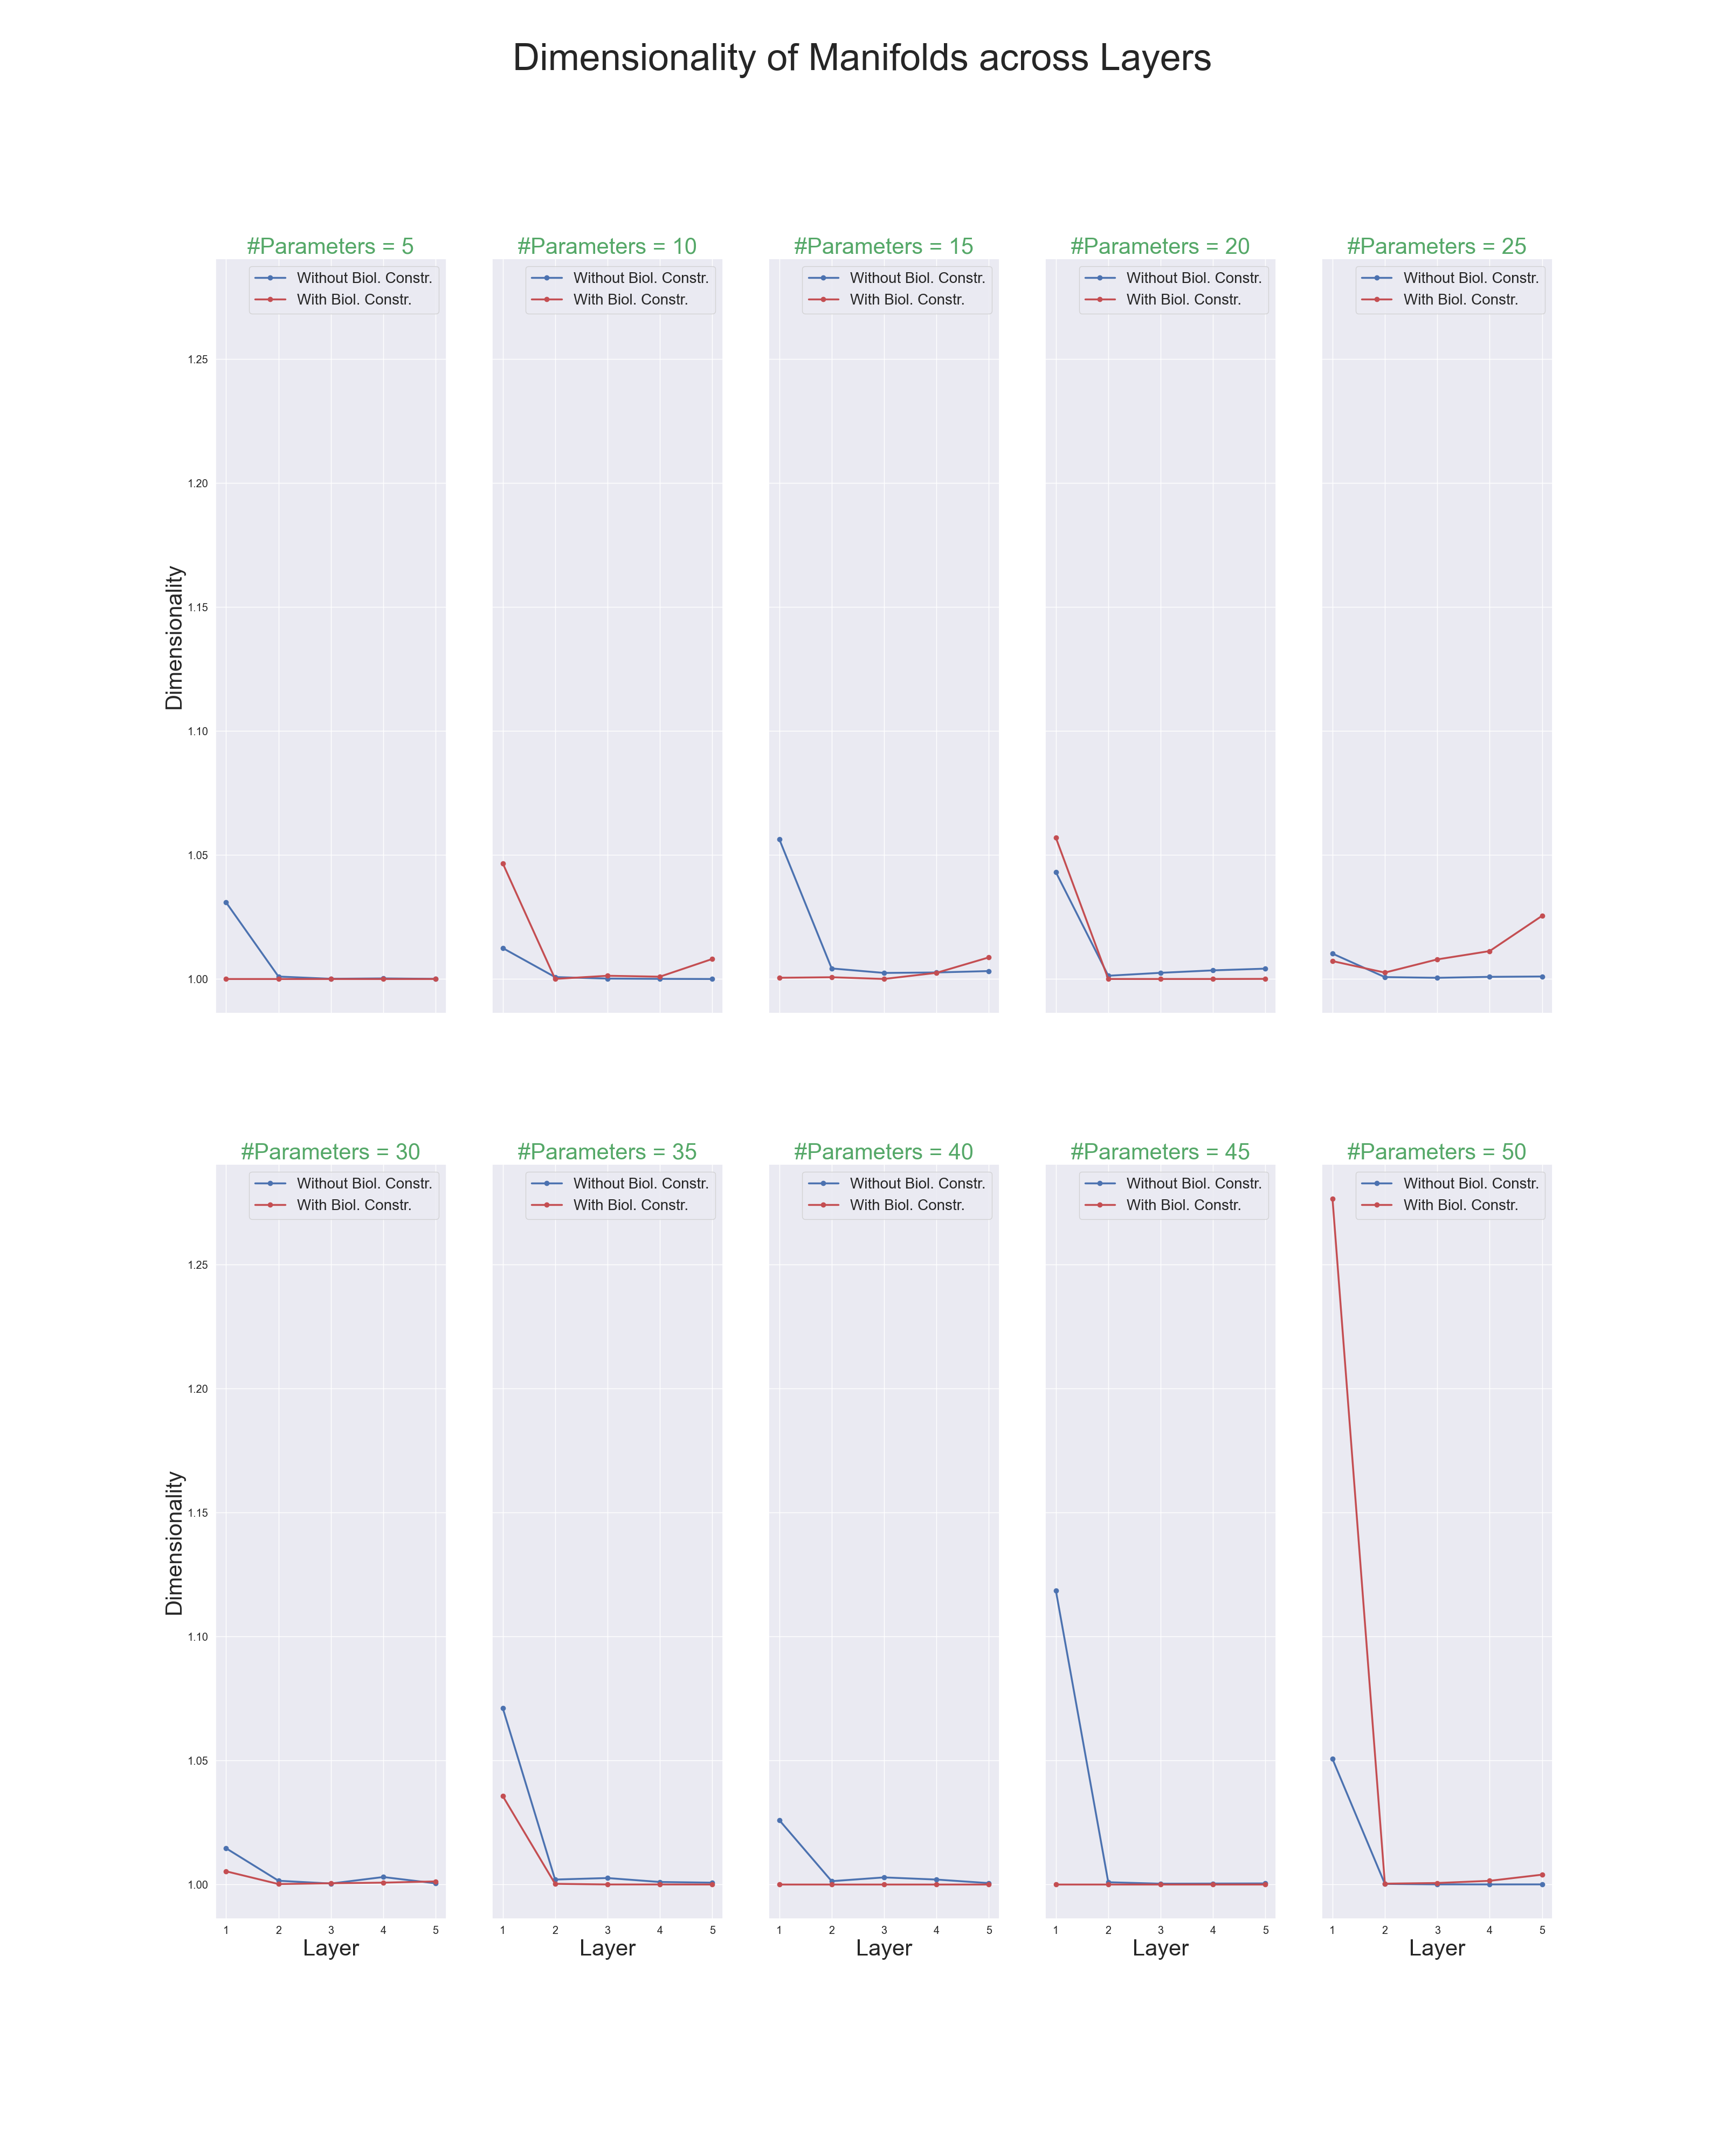 Dimensionality of Manifolds across Layers
#Parameters = 5
Without Biol. Constr.
With Biol. Constr.
#Parameters = 10
Without Biol. Constr.
With Biol. Constr.
#Parameters = 15
Without Biol. Constr.
With Biol. Constr.
#Parameters = 20
Without Biol. Constr.
With Biol. Constr.
#Parameters = 25
Without Biol. Constr.
With Biol. Constr.
Dimensionality
1.25
1.20
1.15
1.10
1.05
1.00
#Parameters = 30
Without Biol. Constr.
With Biol. Constr.
#Parameters = 35
Without Biol. Constr.
With Biol. Constr.
#Parameters = 40
Without Biol. Constr.
With Biol. Constr.
#Parameters = 45
Without Biol. Constr.
With Biol. Constr.
#Parameters = 50
Without Biol. Constr.
With Biol. Constr.
Dimensionality
1.25
1.20
1.15
1.10
1.05
1.00
1 2 3 4 5
Layer
1 2 3 4 5
Layer
1 2 3 4 5
Layer
1 2 3 4 5
Layer
1 2 3 4 5
Layer